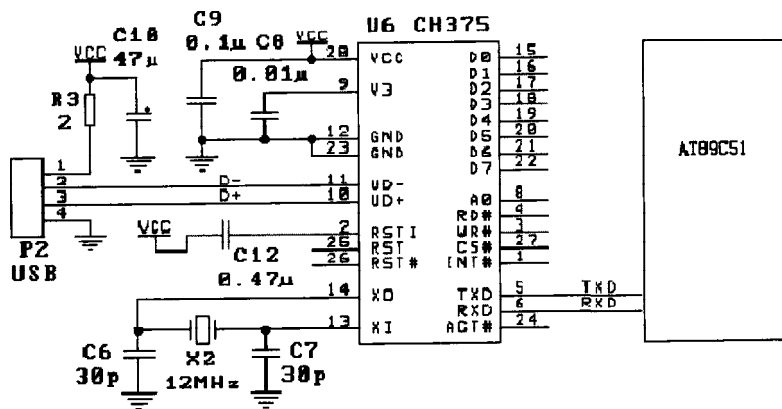 U6 CH375
C10
47µ
VCC
R3
2
C9
0.1µ
C8
0.01µ
VCC
28 VCC
9 V3
12 GND
23 GND
11 UD-
10 UD+
2 RSTI
25 RST
26 RST#
14 XO
13 XI
D0 15
D1 16
D2 17
D3 18
D4 19
D5 20
D6 21
D7 22
A0 8
RD# 4
WR# 3
CS# 27
INT# 1
TXD 5
RXD 6
ACT# 24
TXD
RXD
AT89C51
1
2
3
4
P2
USB
D-
D+
VCC
C12
0.47µ
C6
30p
X2
12MHz
C7
30p